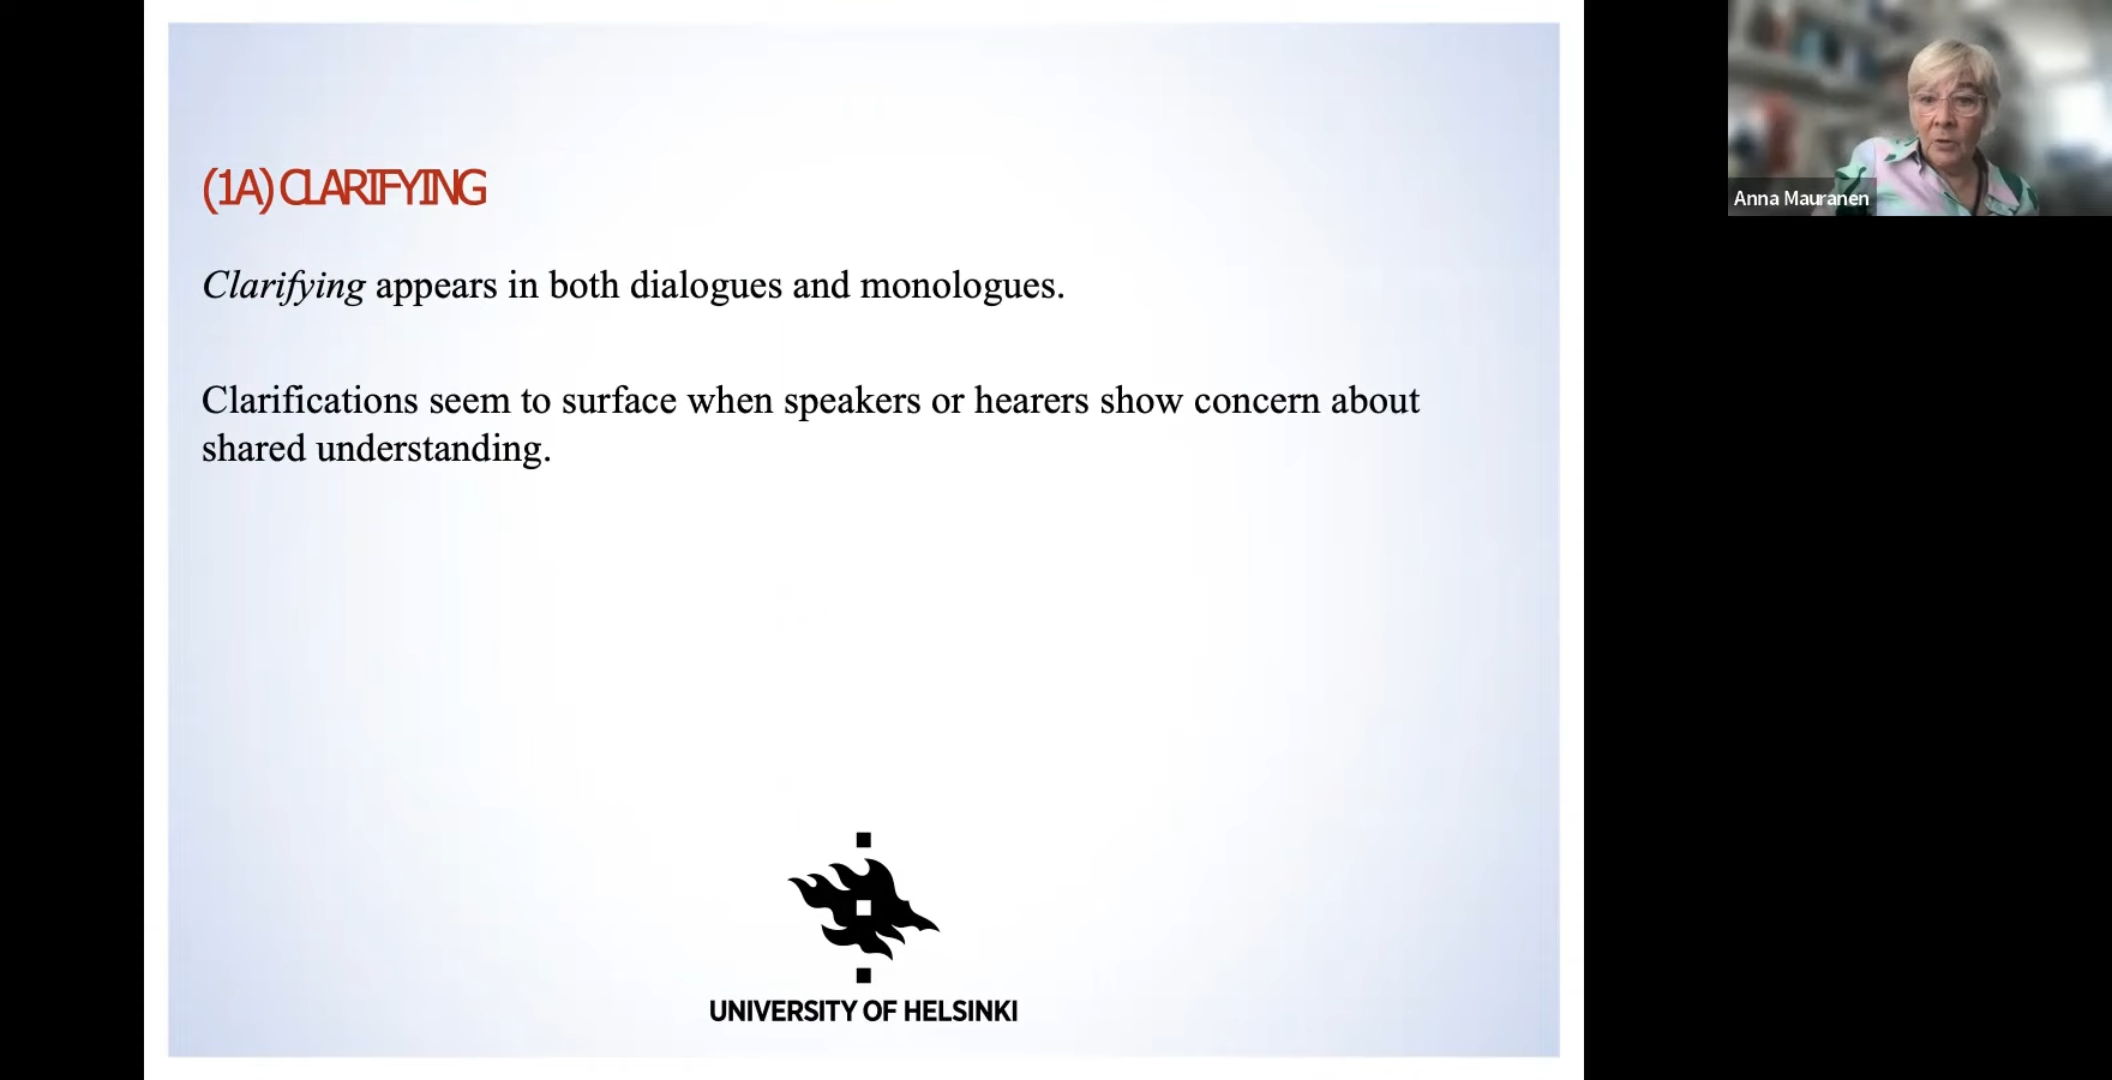 (1A) CLARIFYING
Clarifying appears in both dialogues and monologues.
Clarifications seem to surface when speakers or hearers show concern about
shared understanding.
UNIVERSITY OF HELSINKI
Anna Mauranen